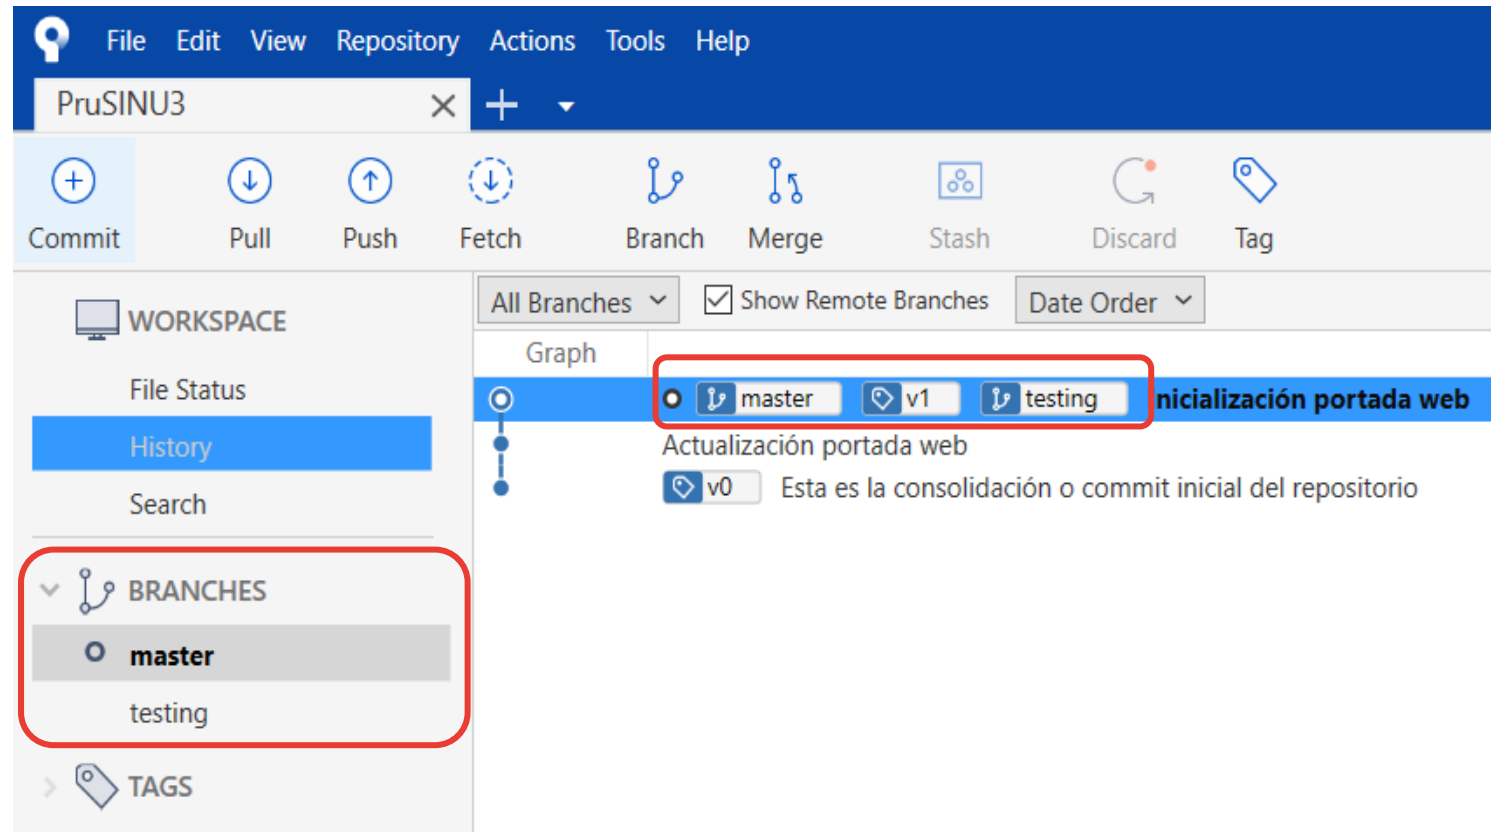 File Edit View Repository Actions Tools Help
PruSINU3
Commit Pull Push Fetch Branch Merge Stash Discard Tag
All Branches Show Remote Branches Date Order
WORKSPACE
Graph
File Status
master v1 testing nicialización portada web
History
Actualización portada web
Search
v0 Esta es la consolidación o commit inicial del repositorio
BRANCHES
master
testing
TAGS